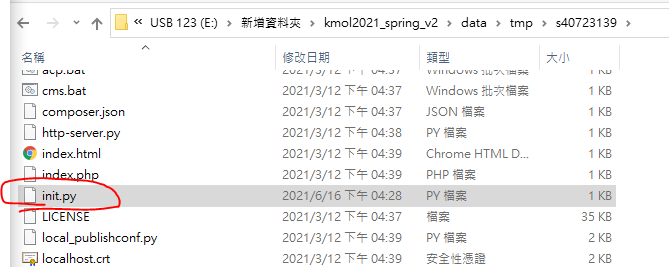 USB 123 (E:) > 新增資料夾 > kmol2021_spring_v2 > data > tmp > s40723139 >
名稱 修改日期 類型 大小
acp.bat 2021/3/12 下午 04:37 Windows 批次檔案 1 KB
cms.bat 2021/3/12 下午 04:37 Windows 批次檔案 1 KB
composer.json 2021/3/12 下午 04:37 JSON 檔案 1 KB
http-server.py 2021/3/12 下午 04:38 PY 檔案 1 KB
index.html 2021/3/12 下午 04:39 Chrome HTML D... 1 KB
index.php 2021/3/12 下午 04:39 PHP 檔案 1 KB
init.py 2021/6/16 下午 04:28 PY 檔案 1 KB
LICENSE 2021/3/12 下午 04:39 檔案 35 KB
local_publishconf.py 2021/3/12 下午 04:39 PY 檔案 2 KB
localhost.crt 2021/3/12 下午 04:39 安全性憑證 2 KB